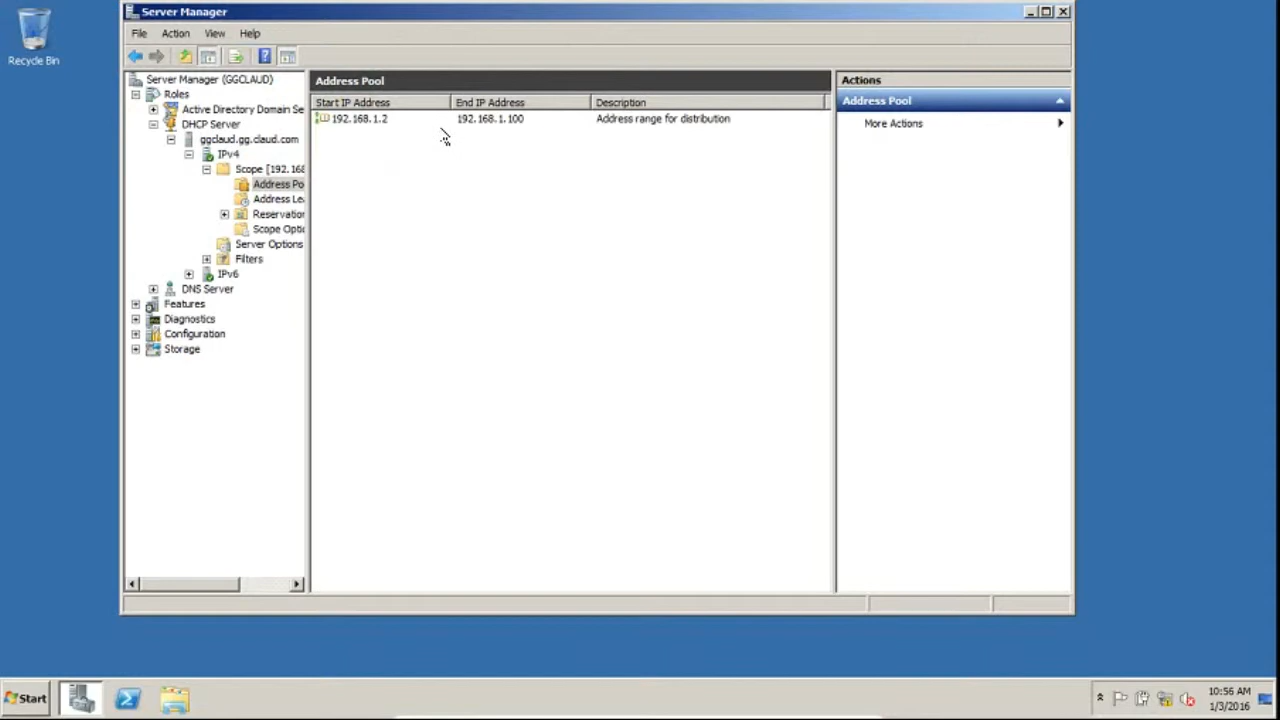 Recycle Bin
Server Manager
File Action View Help
Server Manager (GGCLAUD)
Roles
Active Directory Domain Se
DHCP Server
ggclaud.gg.claud.com
IPv4
Scope [192.168
Address Po
Address Le
Reservation
Scope Optio
Server Options
Filters
IPv6
DNS Server
Features
Diagnostics
Configuration
Storage
Address Pool
Start IP Address End IP Address Description
192.168.1.2 192.168.1.100 Address range for distribution
Actions
Address Pool
More Actions
Start
10:56 AM
1/3/2016